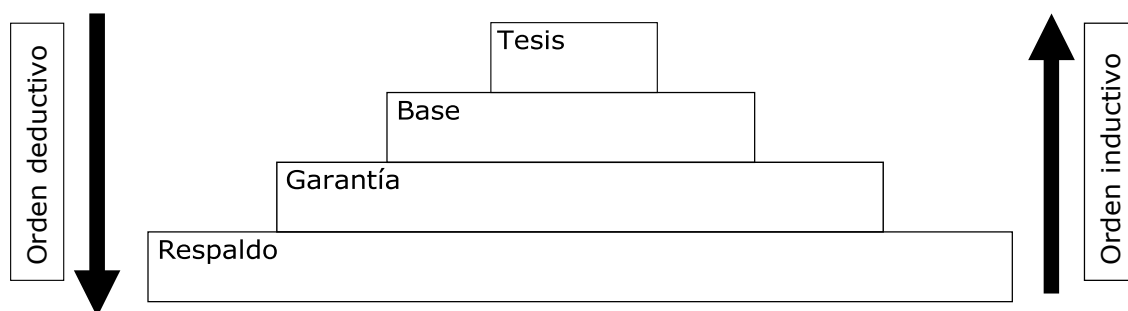 Orden deductivo
Tesis
Base
Garantía
Respaldo
Orden inductivo